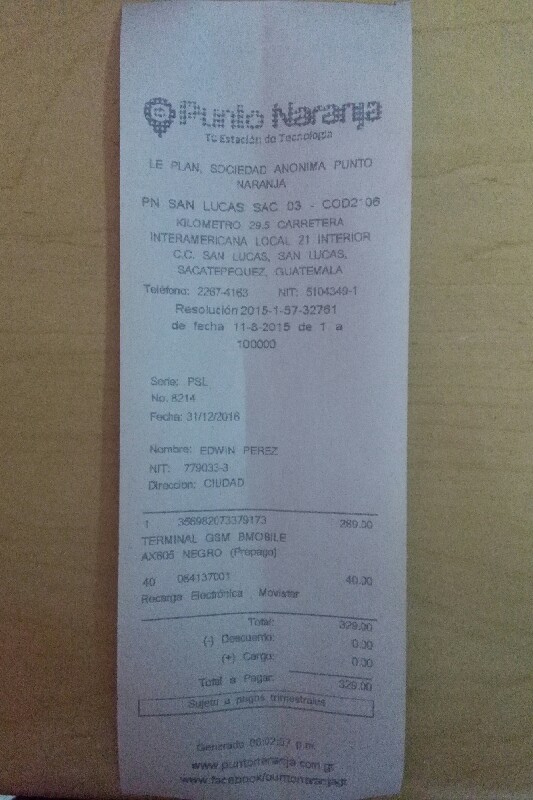 Punto Naranja
Tu Estación de Tecnología
LE PLAN, SOCIEDAD ANONIMA PUNTO
NARANJA
PN SAN LUCAS SAC 03 - COD2106
KILOMETRO 29.5 CARRETERA
INTERAMERICANA LOCAL 21 INTERIOR
C.C. SAN LUCAS, SAN LUCAS,
SACATEPEQUEZ, GUATEMALA
Teléfono: 2267-4163 NIT: 5104349-1
Resolución 2015-1-57-32761
de fecha 11-8-2015 de 1 a
100000
Serie: PSL
No. 8214
Fecha: 31/12/2016
Nombre: EDWIN PEREZ
NIT: 779033-3
Direccion: CIUDAD
1 356982073379173 289.00
TERMINAL GSM BMOBILE
AX605 NEGRO (Prepago)
40 084137001 40.00
Recarga Electrónica Movistar
Total: 329.00
(-) Descuento: 0.00
(+) Cargo: 0.00
Total a Pagar: 329.00
Sujeto a pagos trimestrales
Generado 06:02:37 p.m.
www.puntonaranja.com.gt
www.facebook/puntonaranjagt